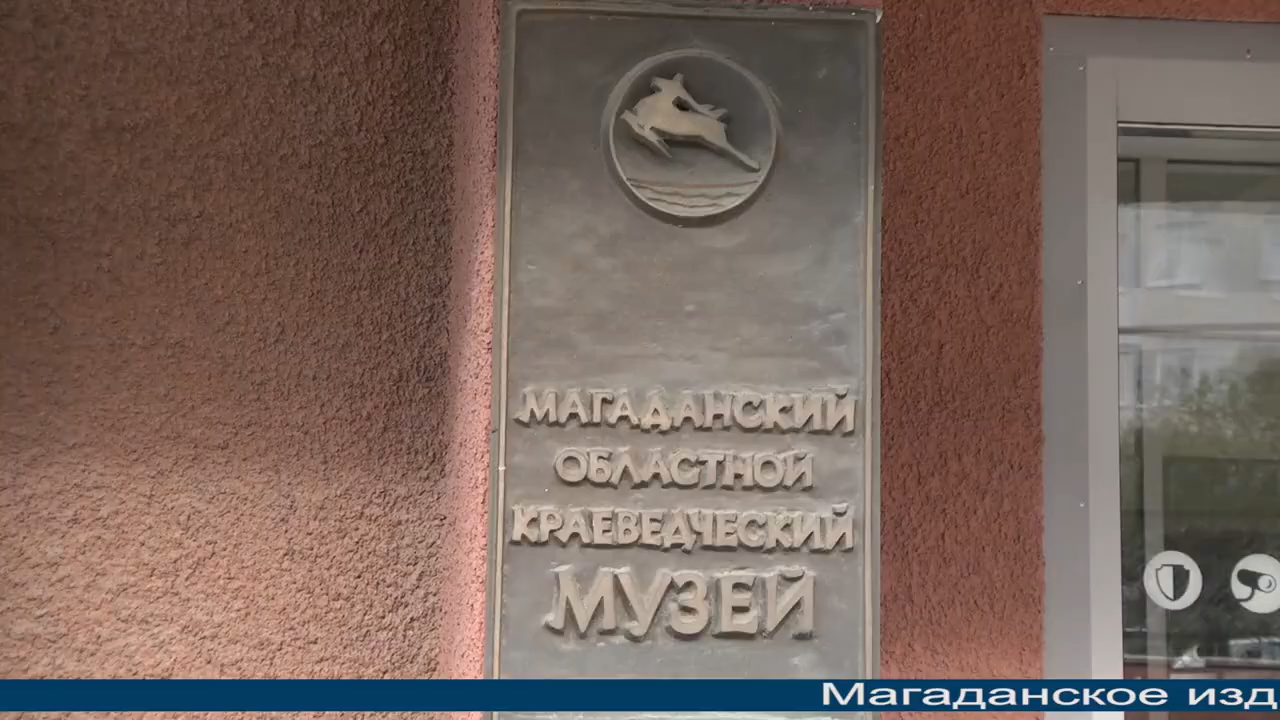 МАГАДАНСКИЙ
ОБЛАСТНОЙ
КРАЕВЕДЧЕСКИЙ
МУЗЕЙ
Магаданское изд